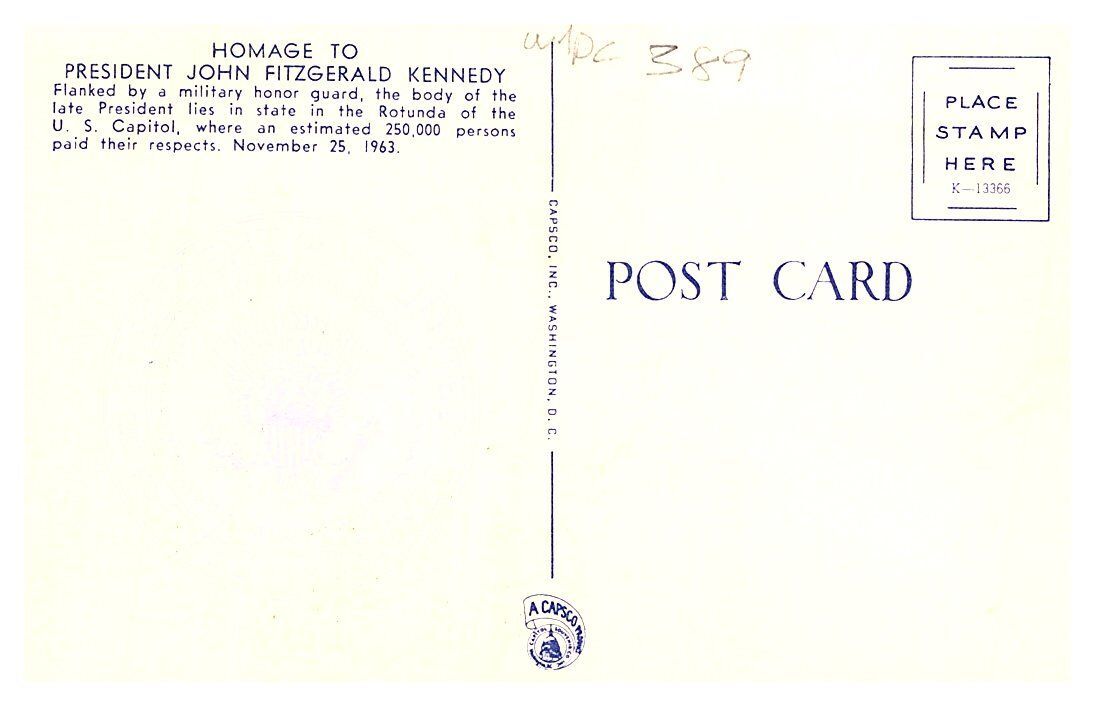 HOMAGE TO
PRESIDENT JOHN FITZGERALD KENNEDY
Flanked by a military honor guard, the body of the
late President lies in state in the Rotunda of the
U. S. Capitol, where an estimated 250,000 persons
paid their respects. November 25, 1963.
389
PLACE
STAMP
HERE
K-13366
CAPSCO, INC., WASHINGTON, D. C.
POST CARD
A CAPSCO PRODUCT